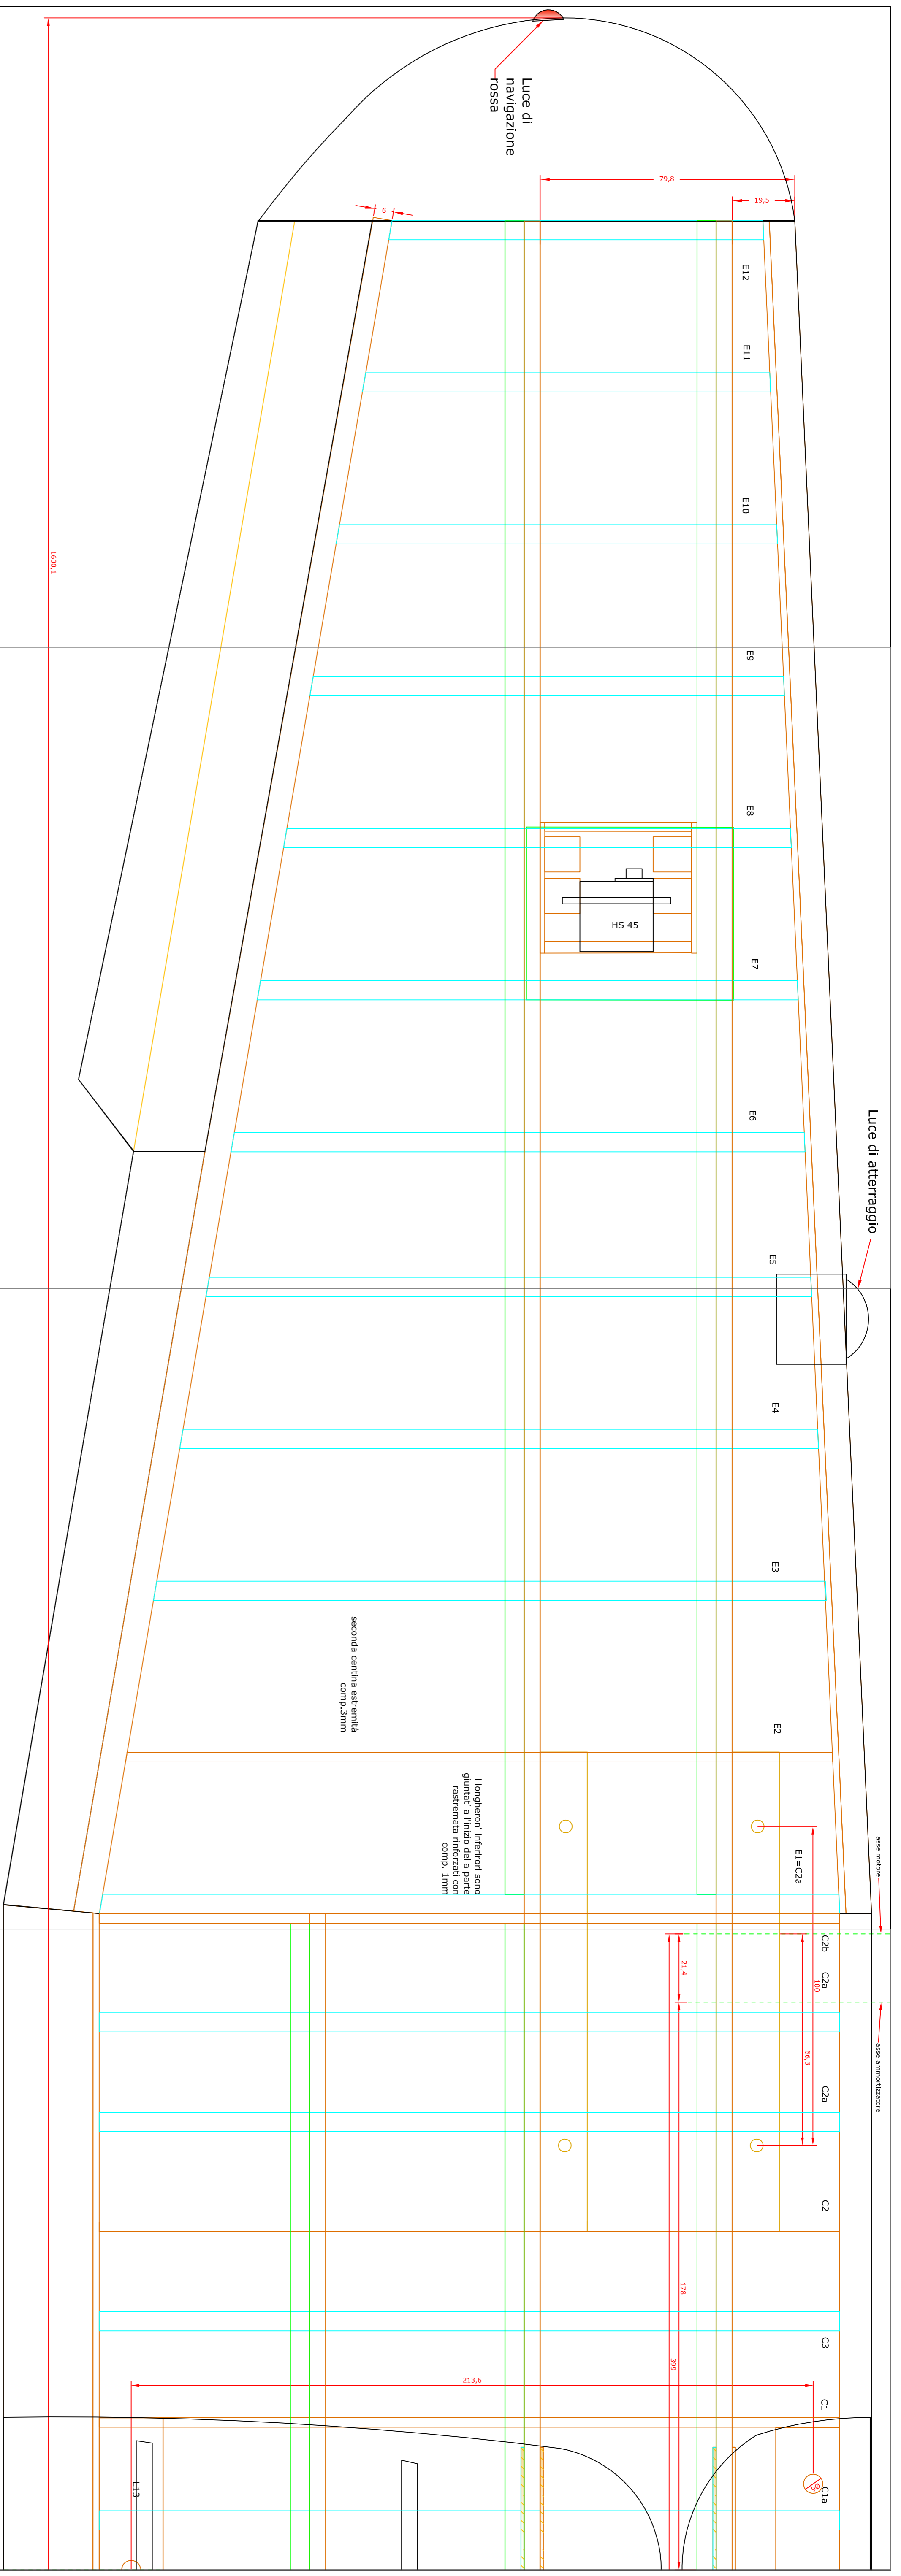 Luce di
navigazione
rossa
79,8
19,5
6
E12
E11
E10
1600,1
E9
E8
HS 45
E7
E6
Luce di atterraggio
E5
E4
E3
seconda centina estremità
comp.3mm
E2
I longheroni inferirori sono
giuntati all'inizio della parte
rastremata rinforzati con
comp. 1mm
E1=C2a
asse motore
C2b
21,4
C2a
100
66,3
asse ammortizzatore
C2a
C2
178
C3
399
213,6
C1
C1a
L13